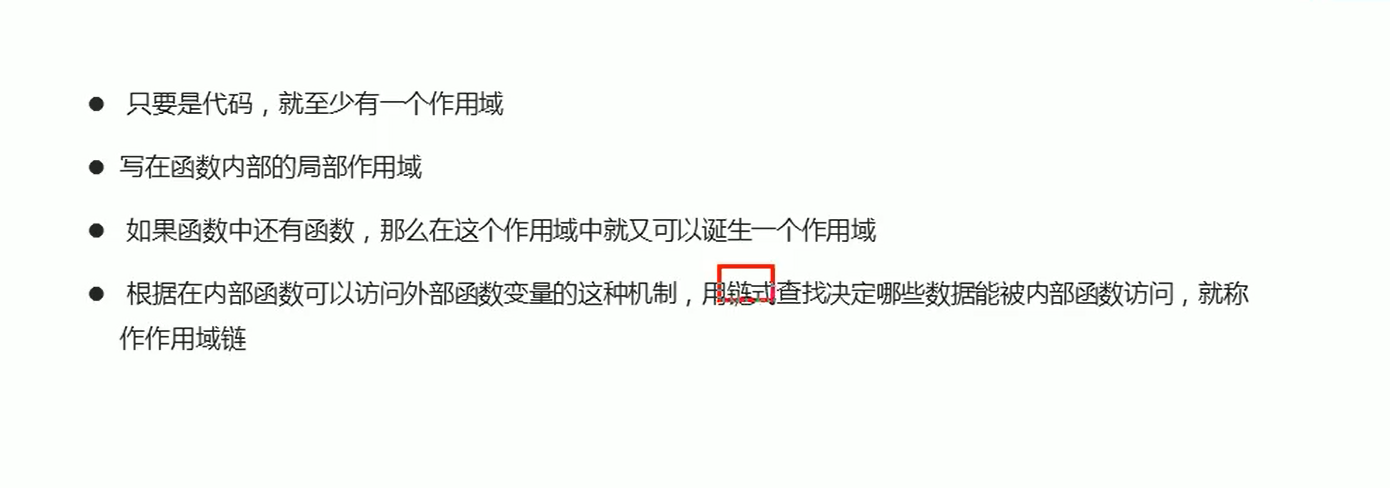 ● 只要是代码，就至少有一个作用域
● 写在函数内部的局部作用域
● 如果函数中还有函数，那么在这个作用域中就又可以诞生一个作用域
● 根据在内部函数可以访问外部函数变量的这种机制，用链式查找决定哪些数据能被内部函数访问，就称
作作用域链